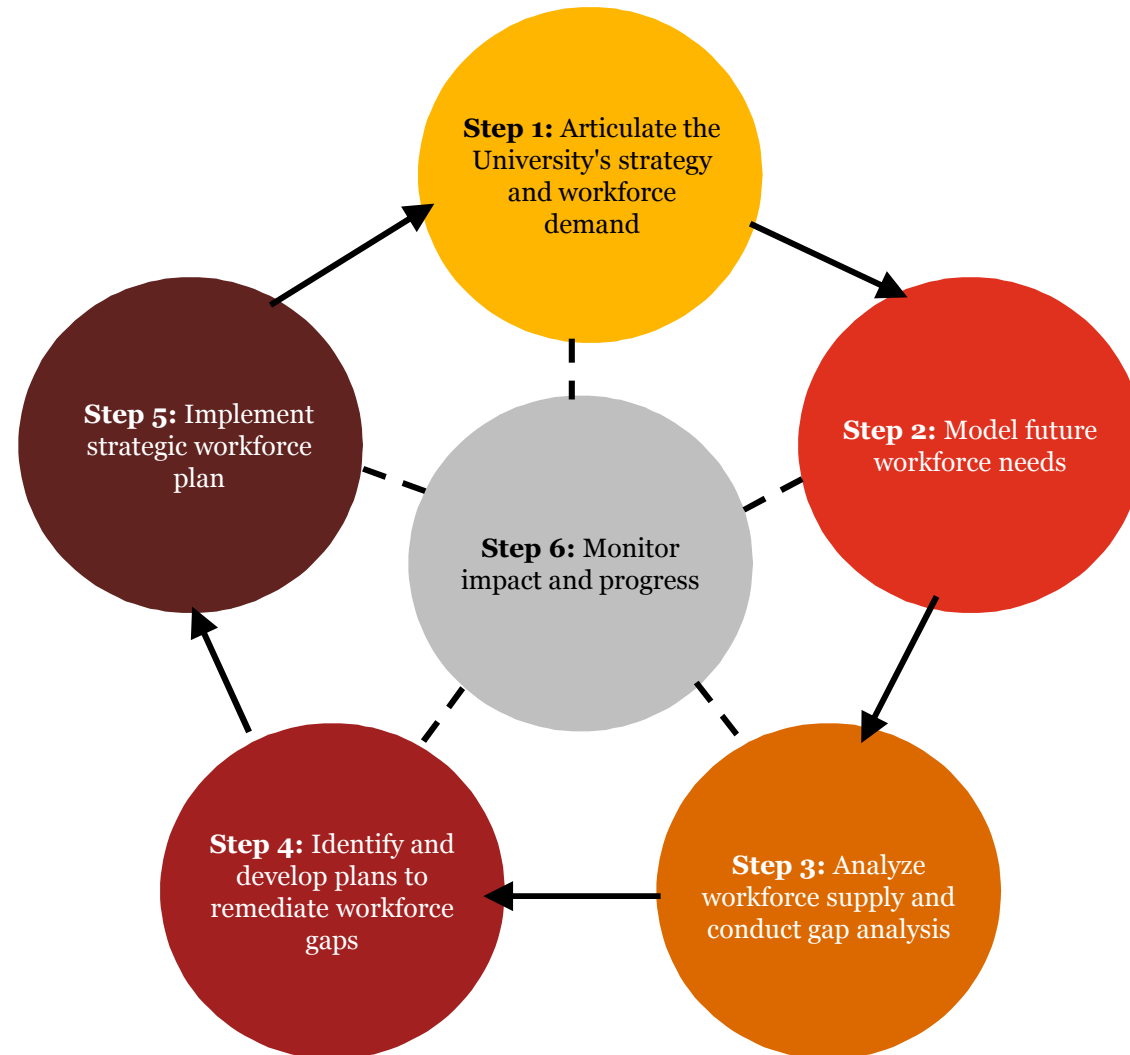 Step 1: Articulate the
University's strategy
and workforce
demand
Step 2: Model future
workforce needs
Step 3: Analyze
workforce supply and
conduct gap analysis
Step 4: Identify and
develop plans to
remediate workforce
gaps
Step 5: Implement
strategic workforce
plan
Step 6: Monitor
impact and progress